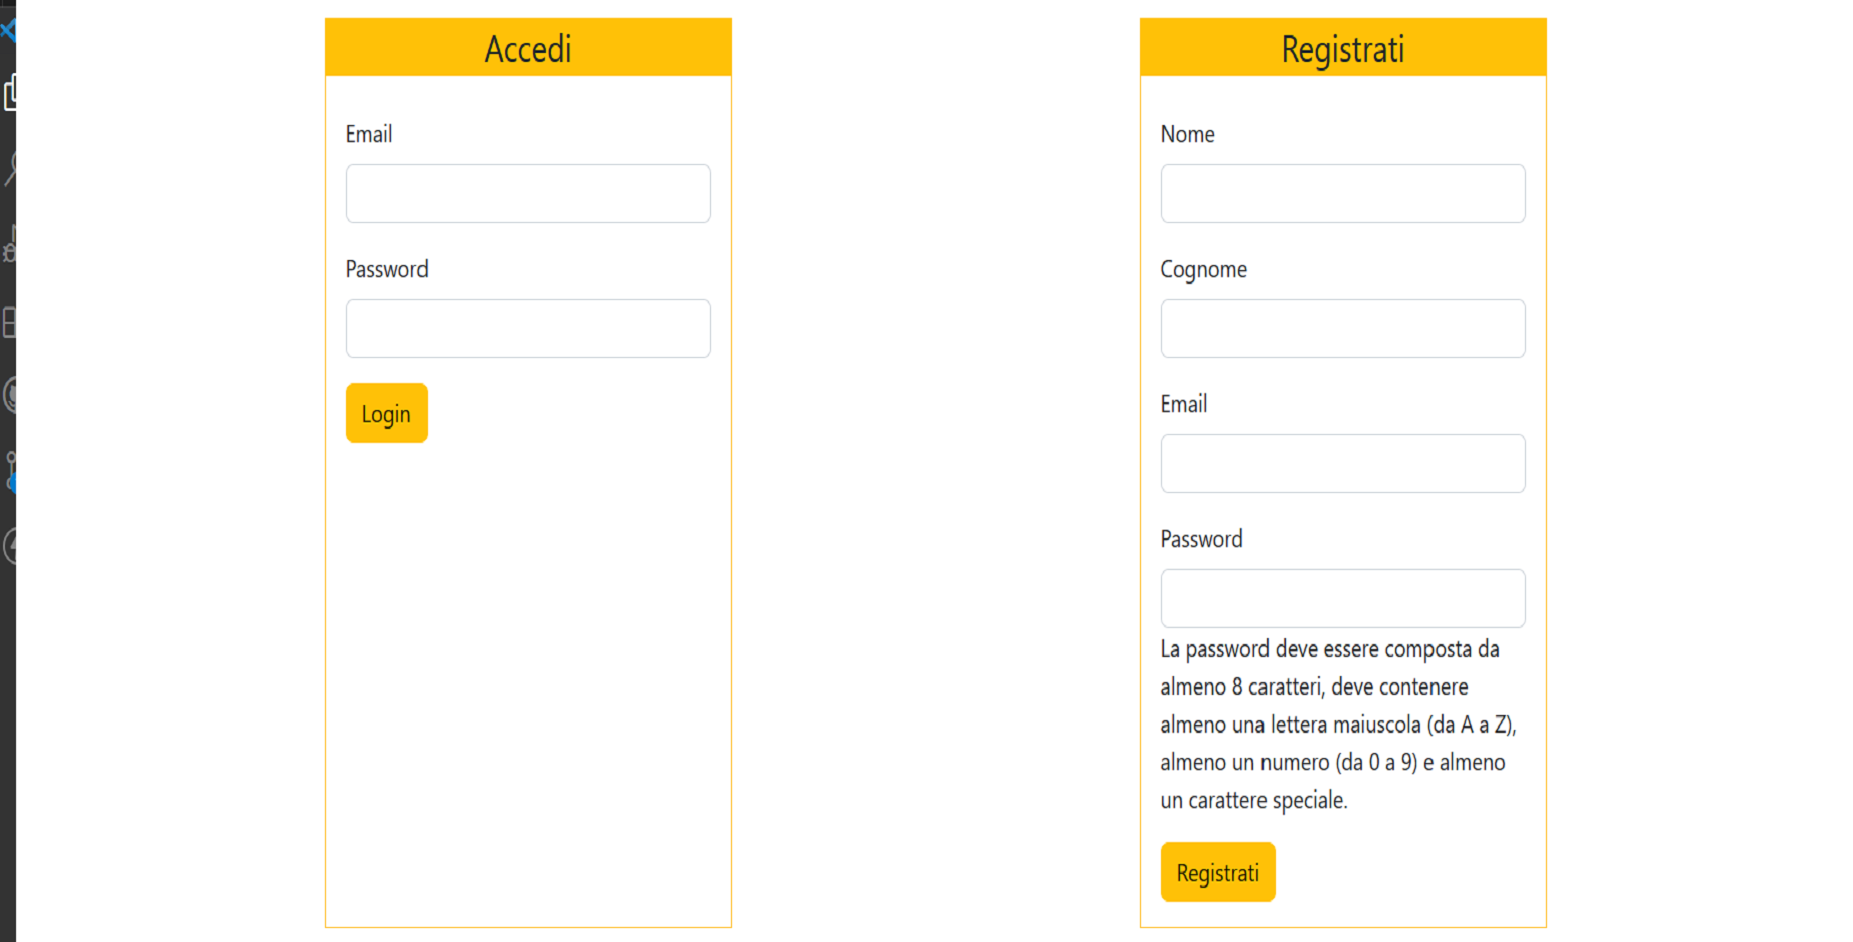 Accedi
Email
Password
Login
Registrati
Nome
Cognome
Email
Password
La password deve essere composta da
almeno 8 caratteri, deve contenere
almeno una lettera maiuscola (da A a Z),
almeno un numero (da 0 a 9) e almeno
un carattere speciale.
Registrati